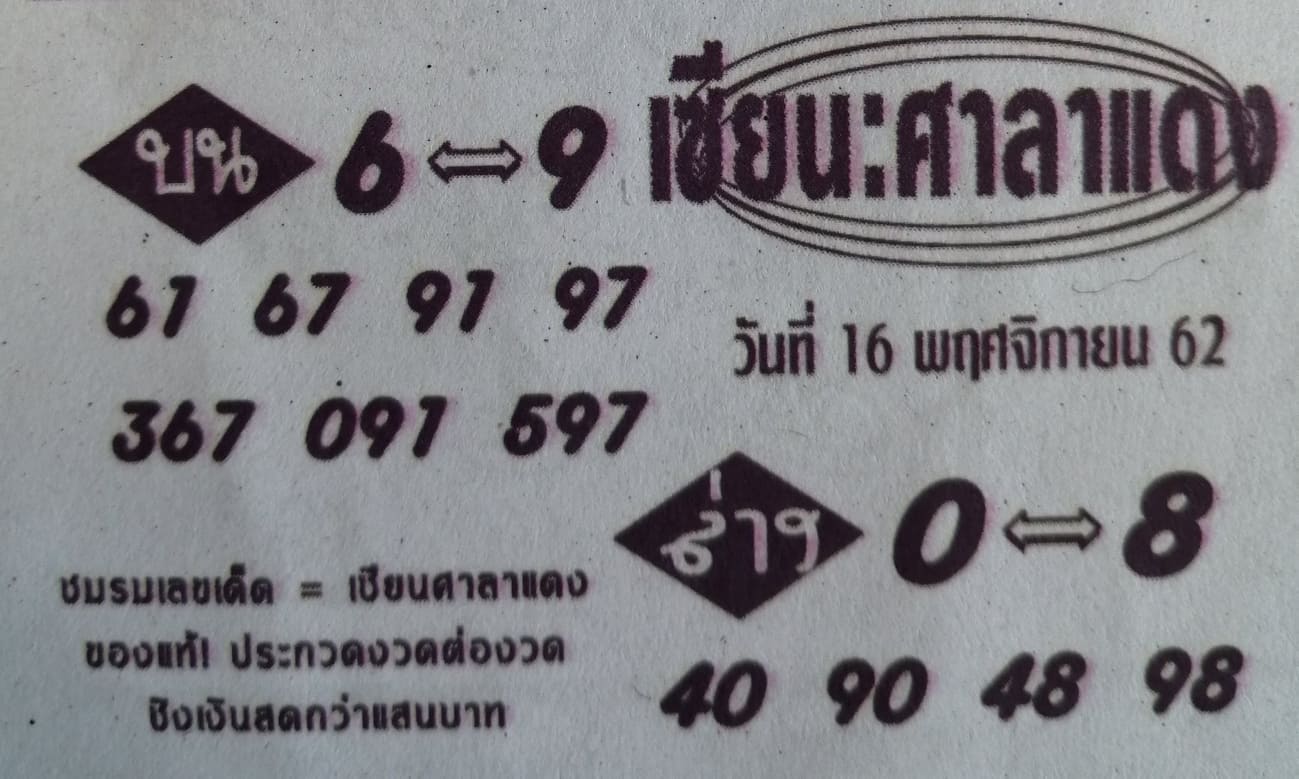 เซียนะศาลาแดง
วันที่ 16 พฤศจิกายน 62
บน 6 ⇔ 9
61 67 91 97
367 091 597
ล่าง 0 ⇔ 8
40 90 48 98
ชมรมเลขเด็ด = เซียนศาลาแดง
ของแท้! ประกวดงวดต่องวด
ชิงเงินสดกว่าแสนบาท